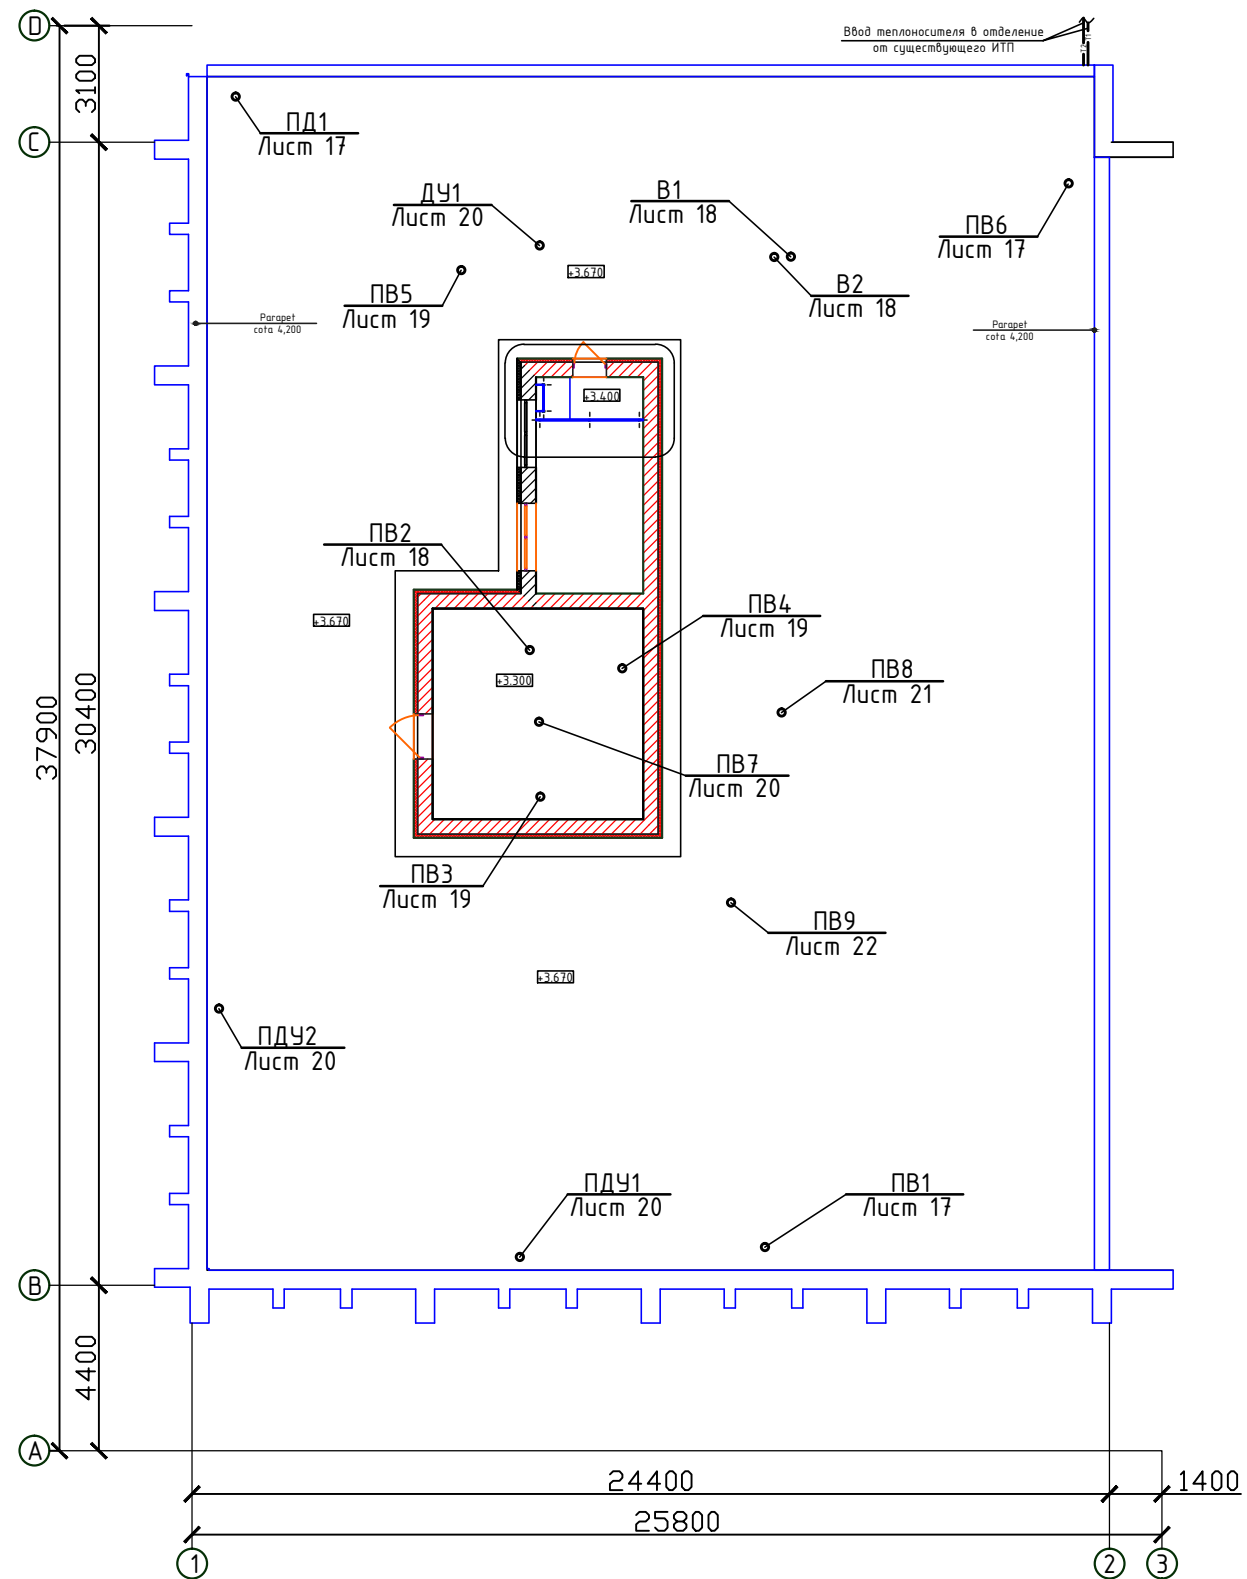 D
Ввод теплоносителя в отделение
от существующего ИТП
T2
T1
3100
C
ПД1
Лист 17
ДУ1
Лист 20
В1
Лист 18
ПВ6
Лист 17
ПВ5
Лист 19
+3.670
В2
Лист 18
Parapet
cota 4,200
Parapet
cota 4,200
+3.400
ПВ2
Лист 18
+3.670
ПВ4
Лист 19
+3.300
ПВ8
Лист 21
37900
30400
ПВ7
Лист 20
ПВ3
Лист 19
ПВ9
Лист 22
+3.670
ПДУ2
Лист 20
ПДУ1
Лист 20
ПВ1
Лист 17
B
4400
A
24400
1400
25800
1
2
3